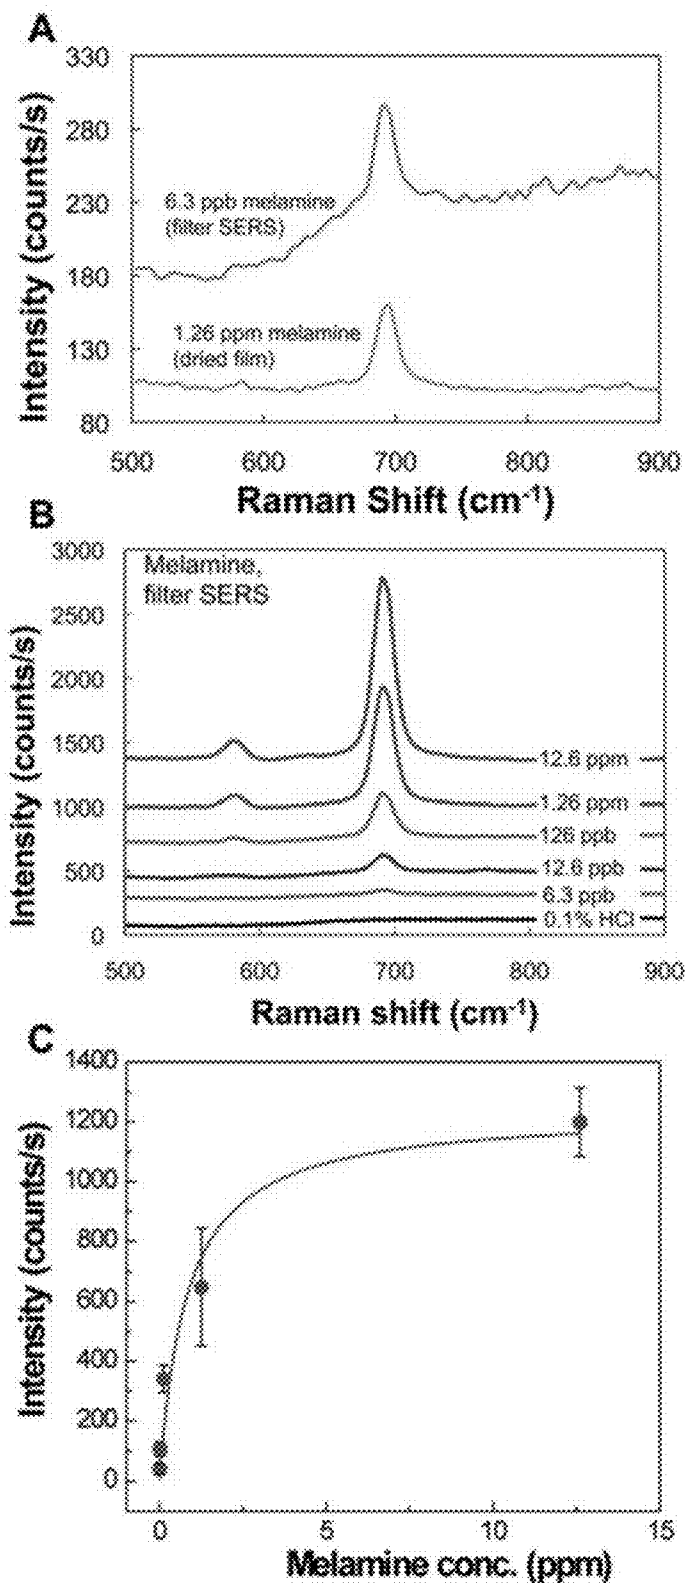 A
330
280
230
180
130
80
Intensity (counts/s)
6.3 ppb melamine
(filter SERS)
1.26 ppm melamine
(dried film)
500 600 700 800 900
Raman Shift (cm-1)
B
3000
2500
2000
1500
1000
500
0
Intensity (counts/s)
Melamine,
filter SERS
12.6 ppm
1.26 ppm
126 ppb
12.6 ppb
6.3 ppb
0.1% HCl
500 600 700 800 900
Raman shift (cm-1)
C
1400
1200
1000
800
600
400
200
0
Intensity (counts/s)
0 5 10 15
Melamine conc. (ppm)